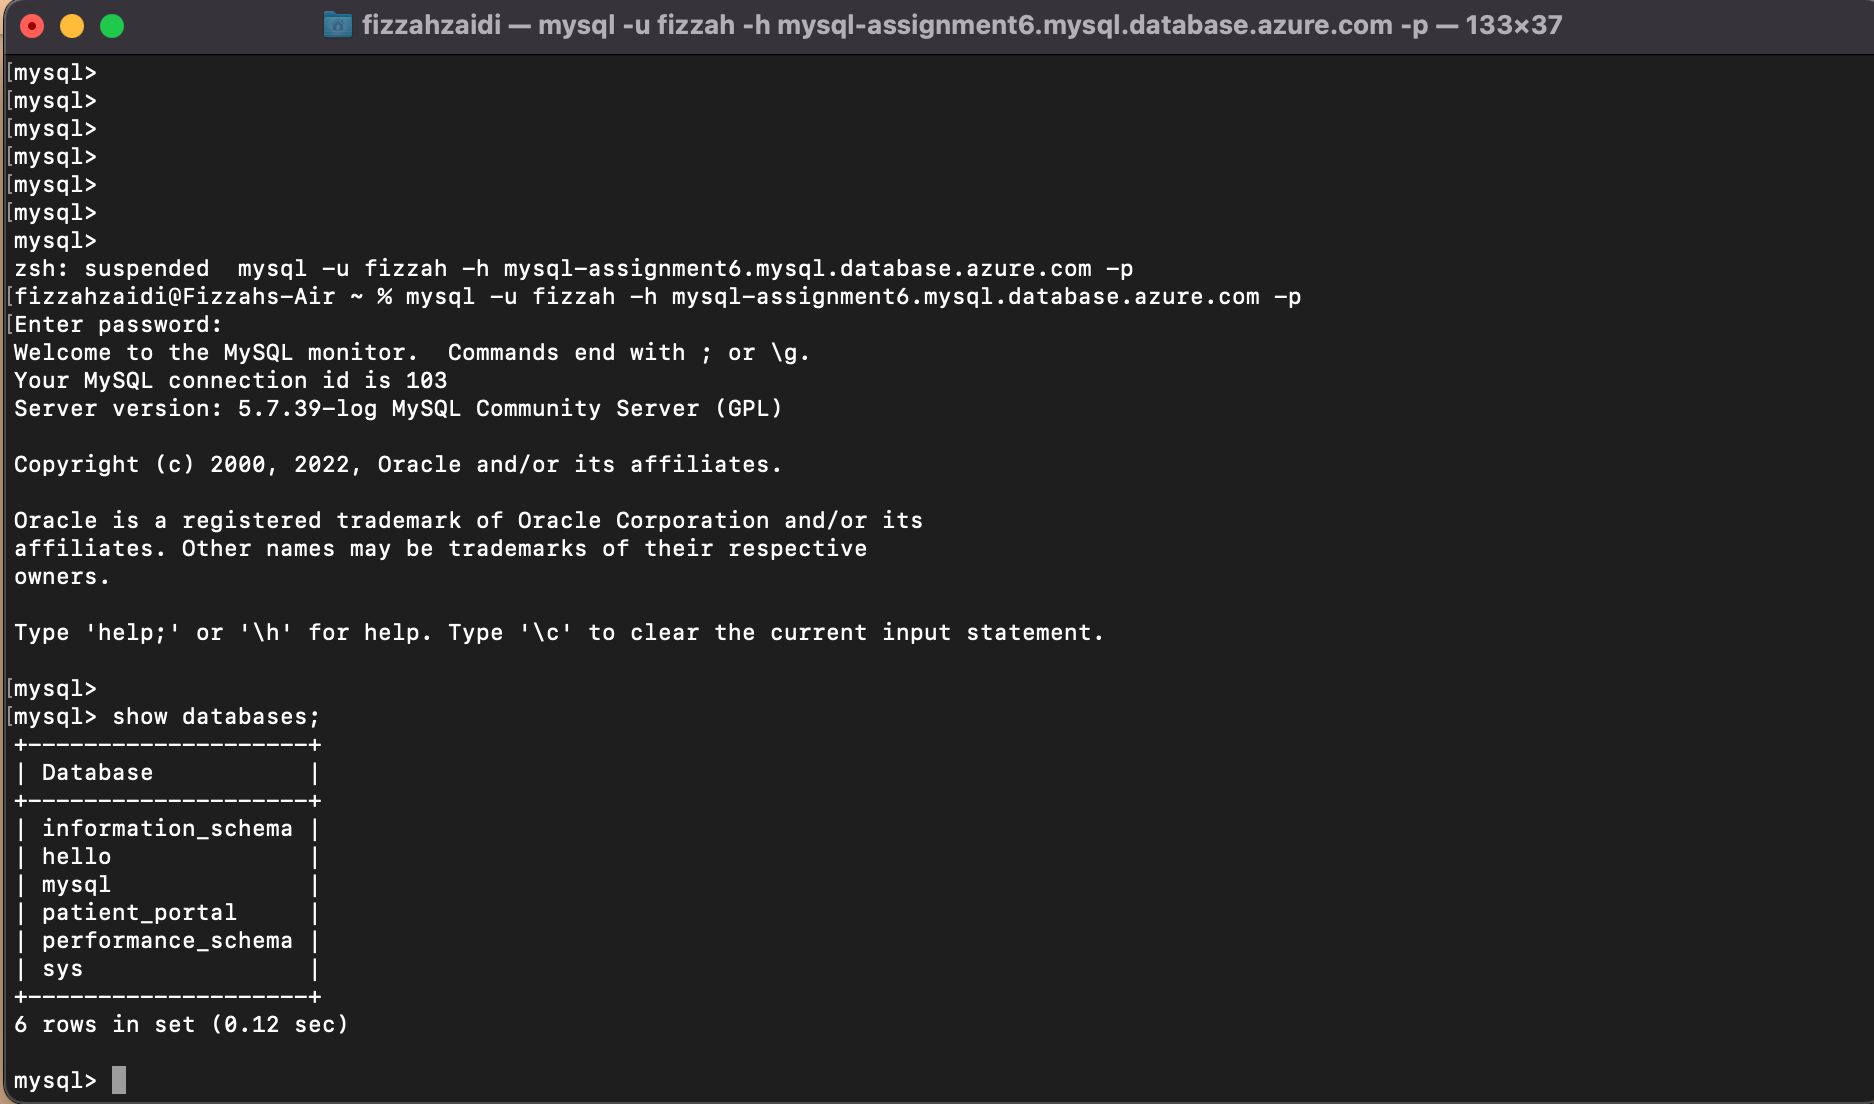 fizzahzaidi — mysql -u fizzah -h mysql-assignment6.mysql.database.azure.com -p — 133×37
[mysql>
[mysql>
[mysql>
[mysql>
[mysql>
[mysql>
mysql>
zsh: suspended  mysql -u fizzah -h mysql-assignment6.mysql.database.azure.com -p
[fizzahzaidi@Fizzahs-Air ~ % mysql -u fizzah -h mysql-assignment6.mysql.database.azure.com -p
[Enter password:
Welcome to the MySQL monitor.  Commands end with ; or \g.
Your MySQL connection id is 103
Server version: 5.7.39-log MySQL Community Server (GPL)
Copyright (c) 2000, 2022, Oracle and/or its affiliates.
Oracle is a registered trademark of Oracle Corporation and/or its
affiliates. Other names may be trademarks of their respective
owners.
Type 'help;' or '\h' for help. Type '\c' to clear the current input statement.
[mysql>
[mysql> show databases;
+--------------------+
| Database           |
+--------------------+
| information_schema |
| hello              |
| mysql              |
| patient_portal     |
| performance_schema |
| sys                |
+--------------------+
6 rows in set (0.12 sec)
mysql>